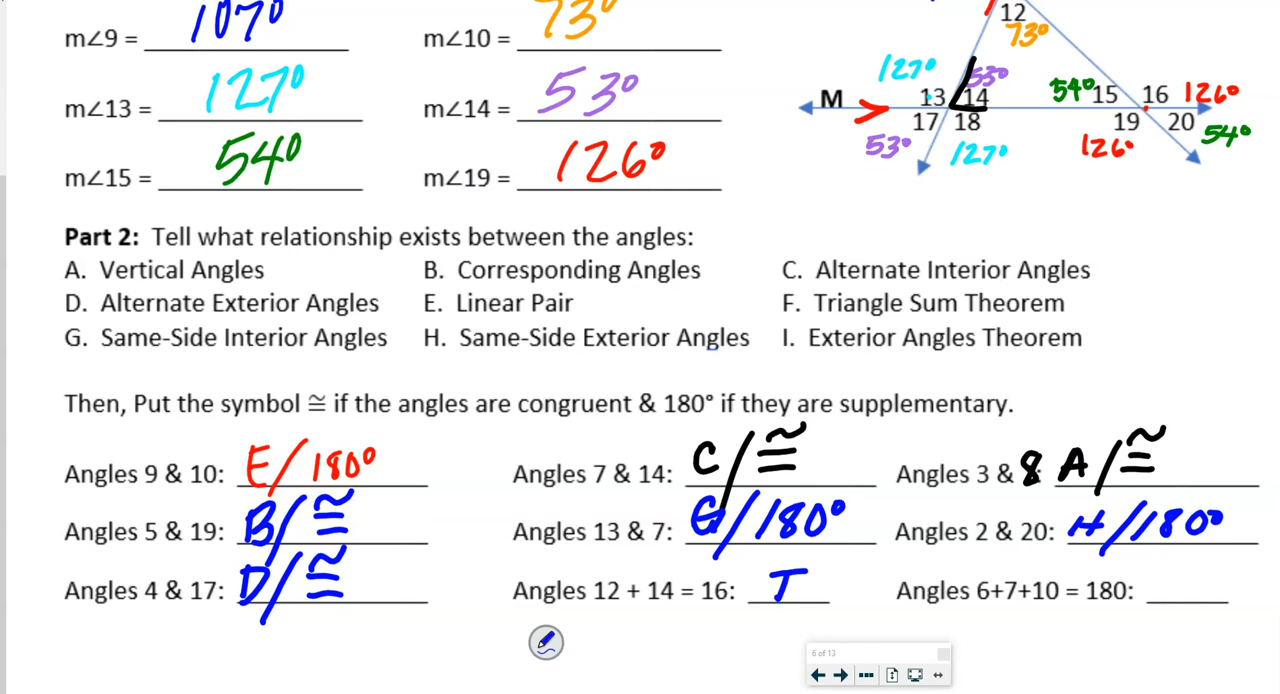 m∠9 = 107° m∠10 = 73° 12
73°
m∠13 = 127° m∠14 = 53° 127° 53°
M 13 14 54° 15 16 126°
17 18 19 20 54°
53° 127° 126°
m∠15 = 54° m∠19 = 126°
Part 2: Tell what relationship exists between the angles:
A. Vertical Angles B. Corresponding Angles C. Alternate Interior Angles
D. Alternate Exterior Angles E. Linear Pair F. Triangle Sum Theorem
G. Same-Side Interior Angles H. Same-Side Exterior Angles I. Exterior Angles Theorem
Then, Put the symbol ≅ if the angles are congruent & 180° if they are supplementary.
Angles 9 & 10: E/180° Angles 7 & 14: C/≅ Angles 3 & 8: A/≅
Angles 5 & 19: B/≅ Angles 13 & 7: G/180° Angles 2 & 20: H/180°
Angles 4 & 17: D/≅ Angles 12 + 14 = 16: I Angles 6+7+10 = 180:
6 of 13